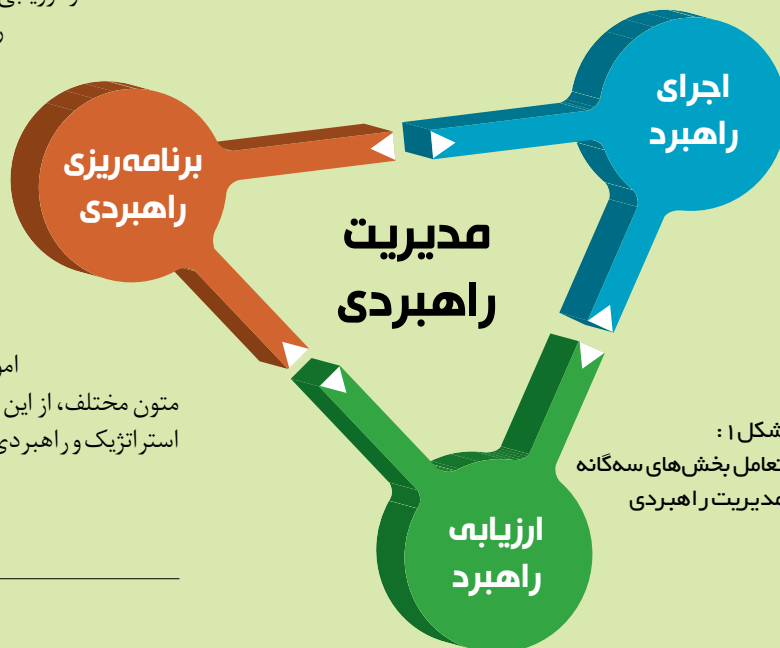 اجرای
راهبرد
برنامه‌ریزی
راهبردی
مدیریت
راهبردی
متون مختلف، از این
استراتژیک و راهبردی
شکل ۱ :
تعامل بخش‌های سه‌گانه
مدیریت راهبردی
ارزیابی
راهبرد